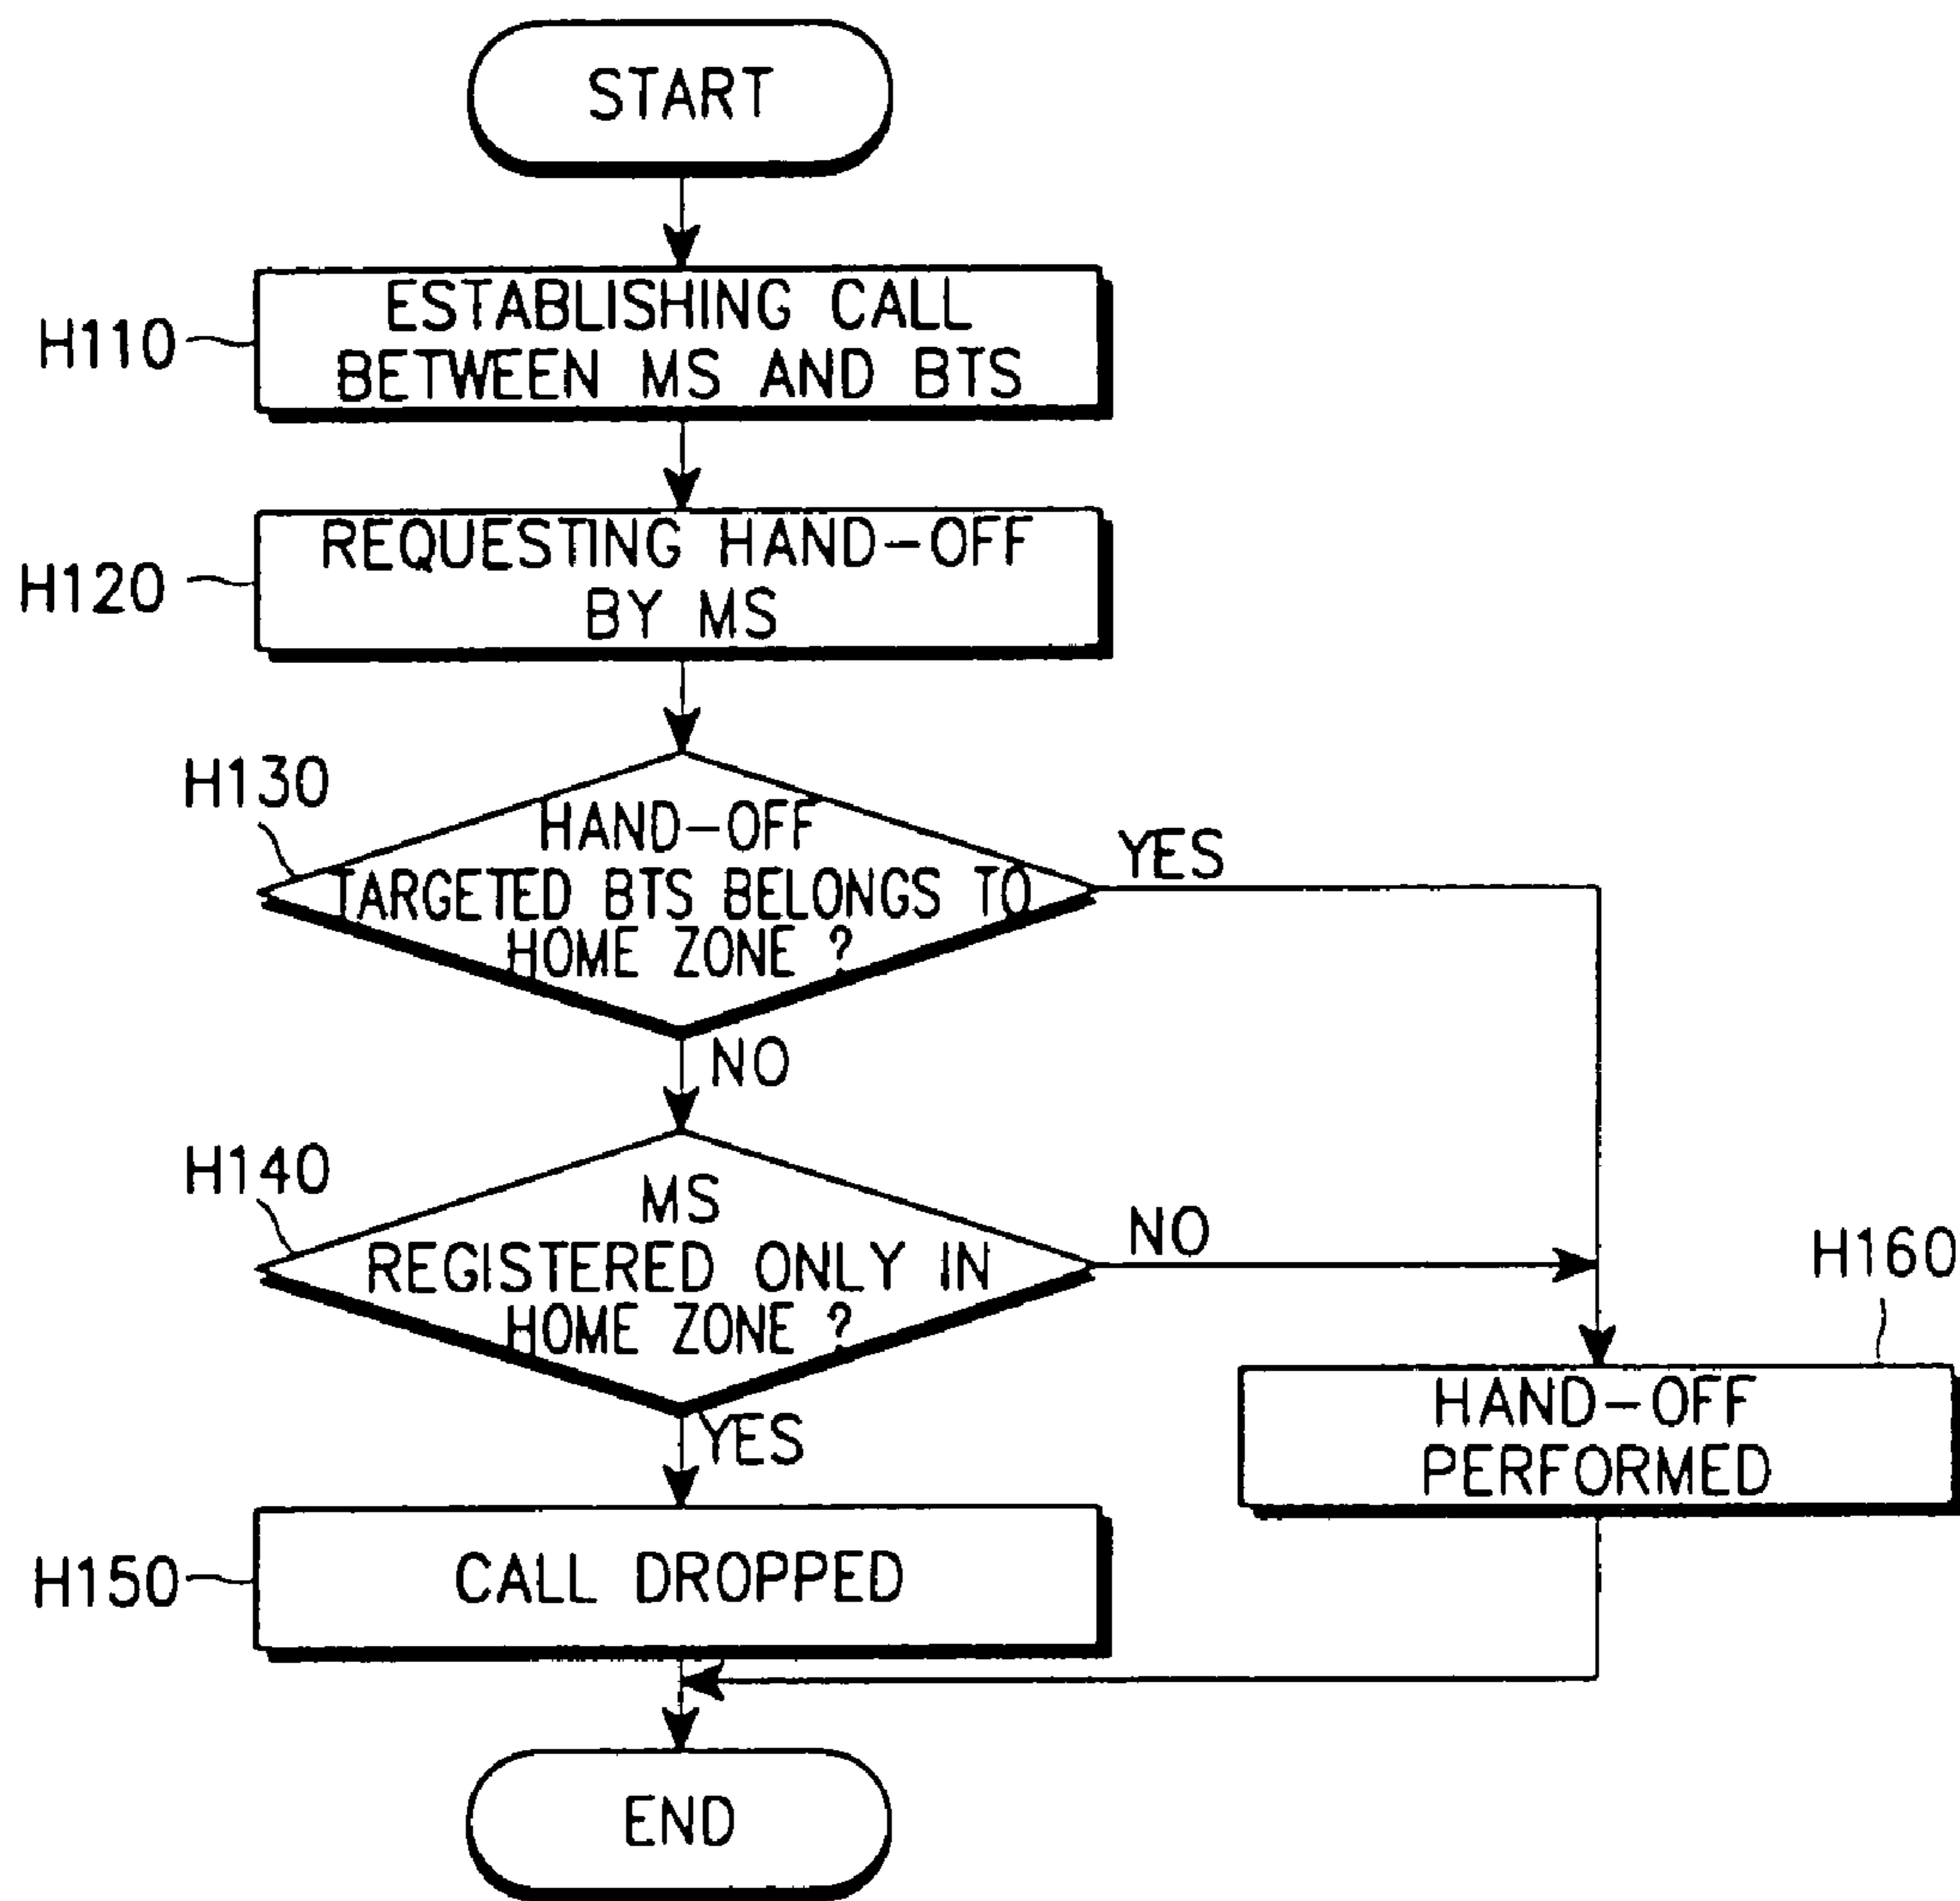 START
H110
ESTABLISHING CALL
BETWEEN MS AND BTS
H120
REQUESTING HAND-OFF
BY MS
H130
HAND-OFF
TARGETED BTS BELONGS TO
HOME ZONE ?
YES
NO
H140
MS
REGISTERED ONLY IN
HOME ZONE ?
NO
H160
YES
HAND-OFF
PERFORMED
H150
CALL DROPPED
END